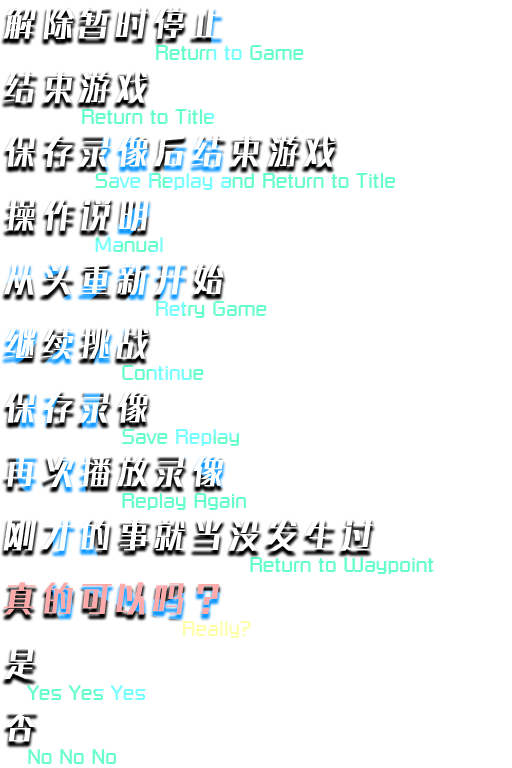 解除暂时停止
Return to Game
结束游戏
Return to Title
保存录像后结束游戏
Save Replay and Return to Title
操作说明
Manual
从头重新开始
Retry Game
继续挑战
Continue
保存录像
Save Replay
再次播放录像
Replay Again
刚才的事就当没发生过
Return to Waypoint
真的可以吗？
Really?
是
Yes Yes Yes
否
No No No